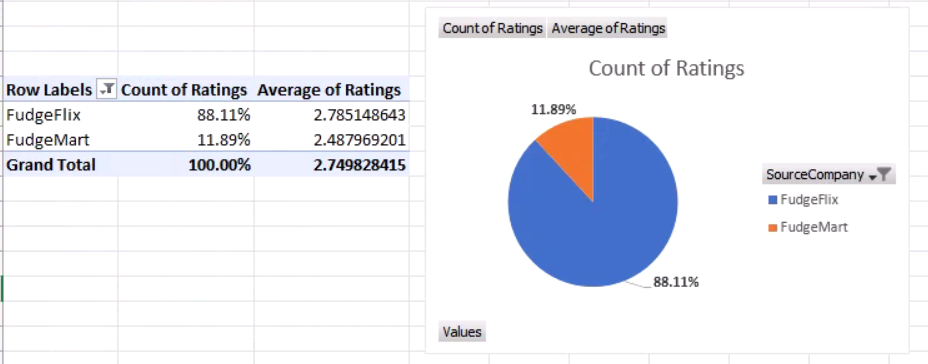 Count of Ratings Average of Ratings
Count of Ratings
Row Labels Count of Ratings Average of Ratings
FudgeFlix 88.11% 2.785148643
FudgeMart 11.89% 2.487969201
Grand Total 100.00% 2.749828415
11.89%
88.11%
SourceCompany
FudgeFlix
FudgeMart
Values